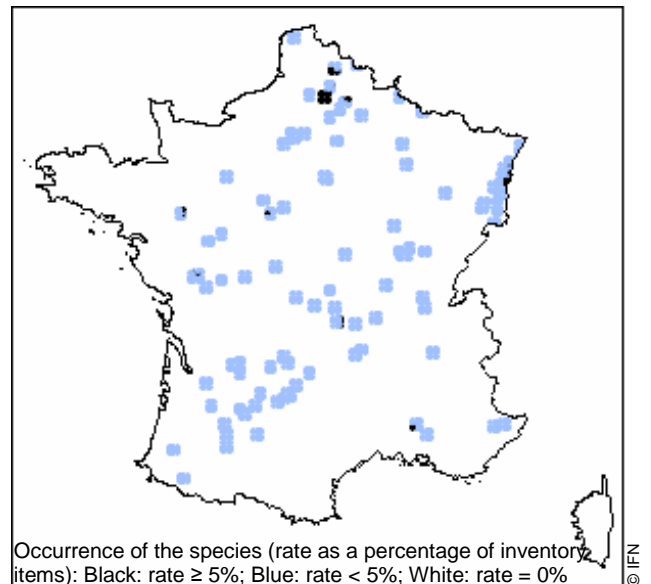 Occurrence of the species (rate as a percentage of inventory
items): Black: rate ≥ 5%; Blue: rate < 5%; White: rate = 0%
© IFN